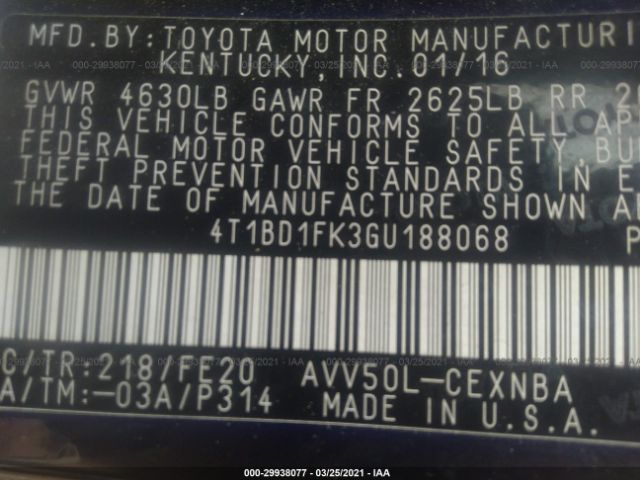 MFD. BY: TOYOTA MOTOR MANUFACTURI
KENTUCKY, INC. 01/16
GVWR 4630LB GAWR FR 2625LB RR
THIS VEHICLE CONFORMS TO ALL AP
FEDERAL MOTOR VEHICLE SAFETY, BU
THEFT PREVENTION STANDARDS IN E
THE DATE OF MANUFACTURE SHOWN A
4T1BD1FK3GU188068 P
C/TR: 218/FE20 AVV50L-CEXNBA
A/TM: -03A/P314 MADE IN U.S.A.
000-29938077 — 03/25/2021 - IAA